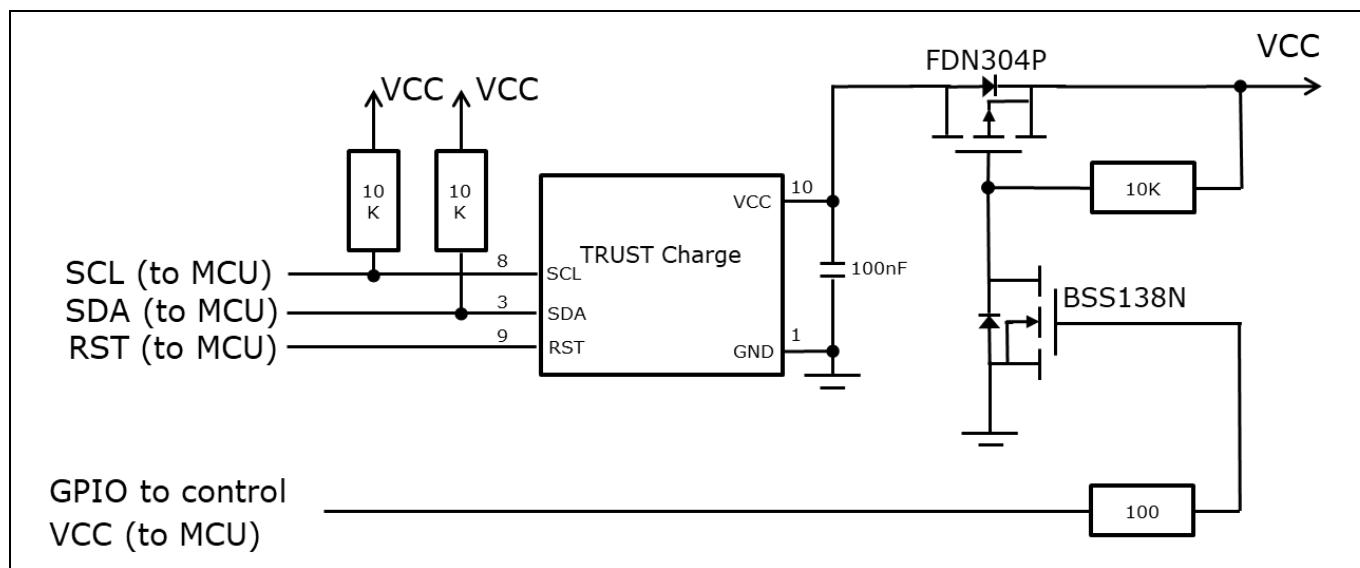 FDN304P
VCC
VCC
VCC
10
K
10
K
10K
VCC
10
TRUST Charge
100nF
SCL (to MCU)
8
SCL
SDA (to MCU)
3
SDA
RST (to MCU)
9
RST
GND
1
BSS138N
GPIO to control
VCC (to MCU)
100